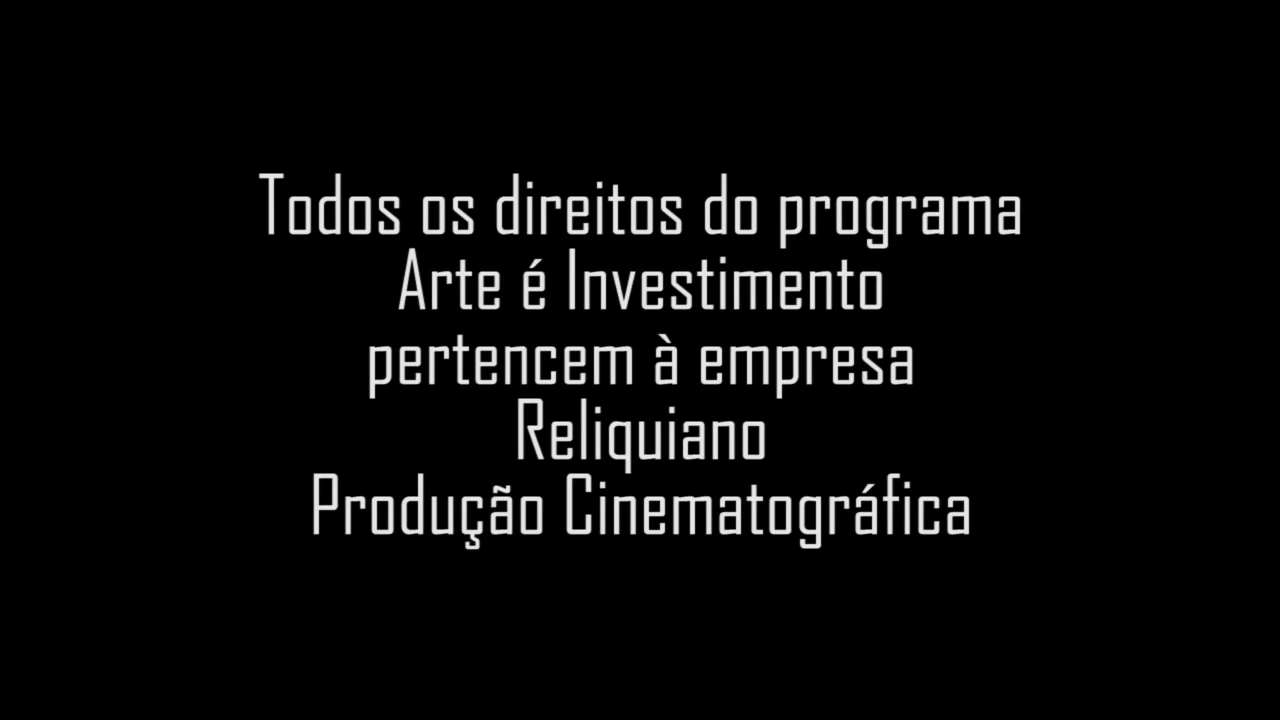 Todos os direitos do programa
Arte é Investimento
pertencem à empresa
Reliquiano
Produção Cinematográfica